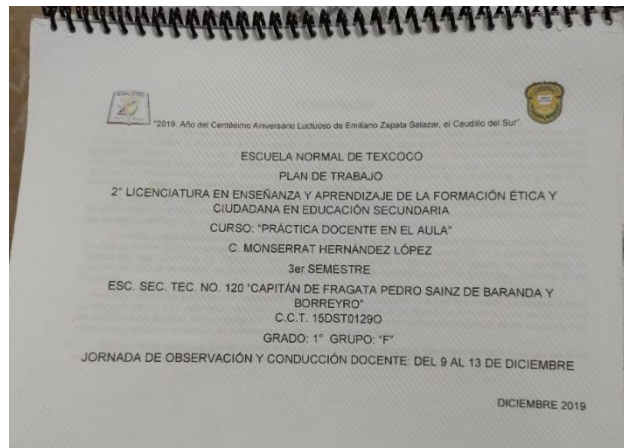 "2019. Año del Centésimo Aniversario Luctuoso de Emiliano Zapata Salazar, el Caudillo del Sur".
ESCUELA NORMAL DE TEXCOCO
PLAN DE TRABAJO
2° LICENCIATURA EN ENSEÑANZA Y APRENDIZAJE DE LA FORMACIÓN ÉTICA Y
CIUDADANA EN EDUCACIÓN SECUNDARIA
CURSO: "PRÁCTICA DOCENTE EN EL AULA"
C. MONSERRAT HERNÁNDEZ LÓPEZ
3er SEMESTRE
ESC. SEC. TEC. NO. 120 "CAPITÁN DE FRAGATA PEDRO SAINZ DE BARANDA Y
BORREYRO"
C.C.T. 15DST0129O
GRADO: 1° GRUPO: "F"
JORNADA DE OBSERVACIÓN Y CONDUCCIÓN DOCENTE: DEL 9 AL 13 DE DICIEMBRE
DICIEMBRE 2019